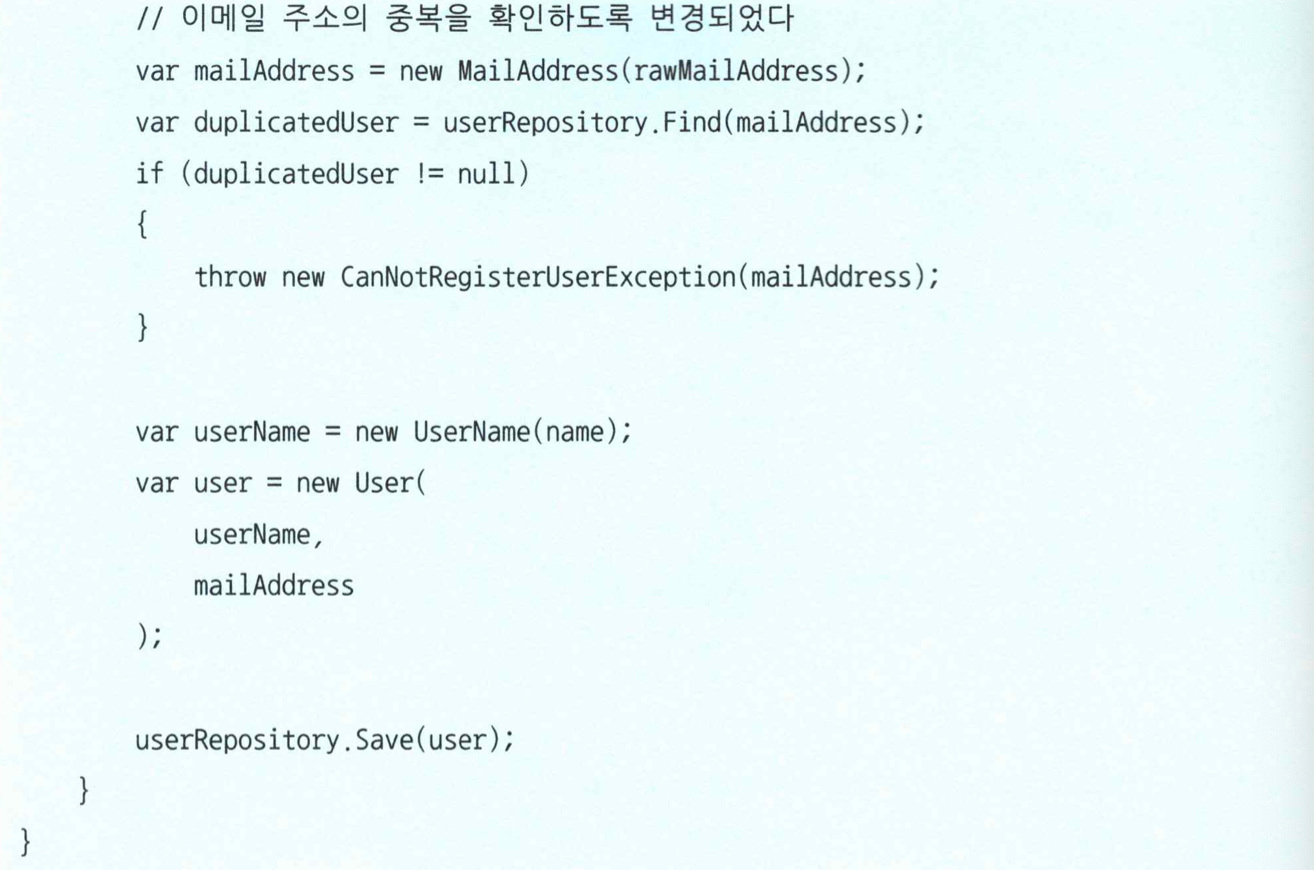 // 이메일 주소의 중복을 확인하도록 변경되었다
var mailAddress = new MailAddress(rawMailAddress);
var duplicatedUser = userRepository.Find(mailAddress);
if (duplicatedUser != null)
{
    throw new CanNotRegisterUserException(mailAddress);
}
var userName = new UserName(name);
var user = new User(
    userName,
    mailAddress
);
userRepository.Save(user);
}
}